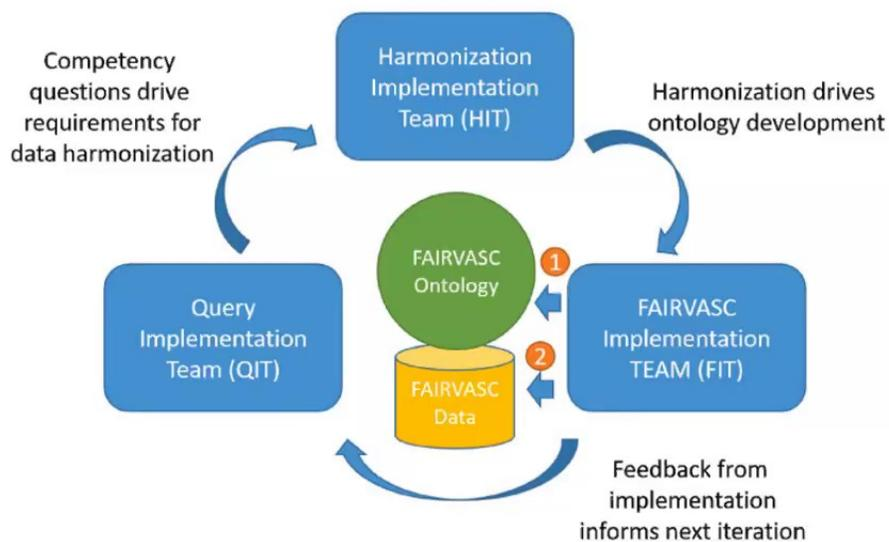 Competency
questions drive
requirements for
data harmonization
Harmonization
Implementation
Team (HIT)
Harmonization drives
ontology development
FAIRVASC
Ontology
1
Query
Implementation
Team (QIT)
FAIRVASC
Implementation
TEAM (FIT)
2
FAIRVASC
Data
Feedback from
implementation
informs next iteration